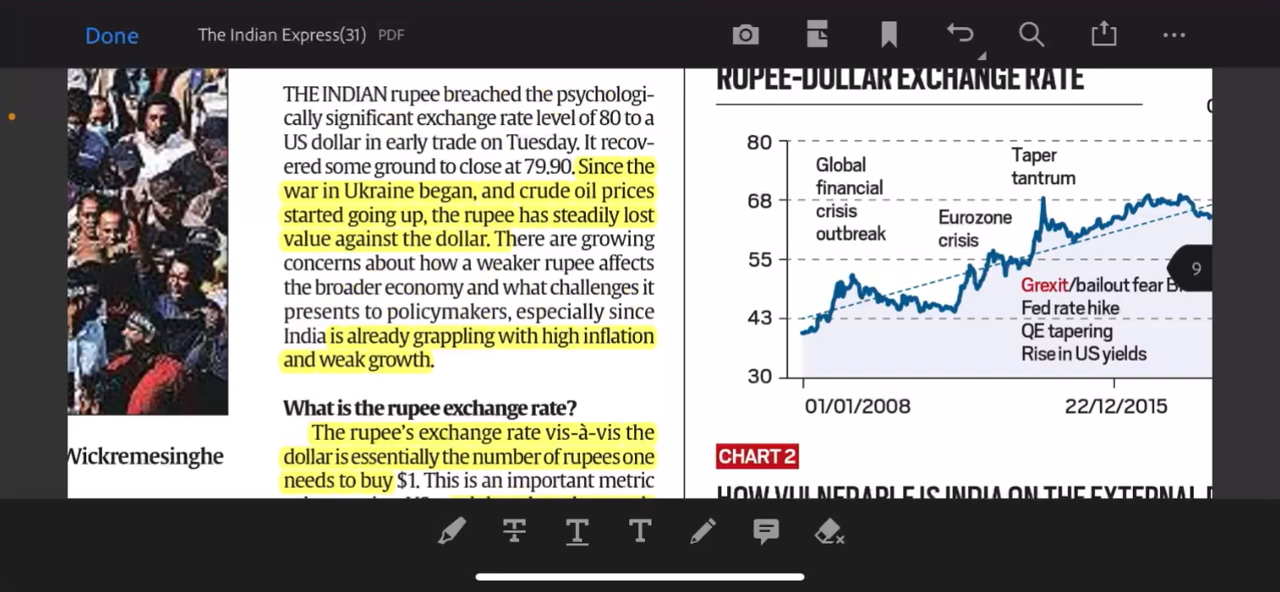 Done
The Indian Express(31) PDF
Wickremesinghe
THE INDIAN rupee breached the psychologi-
cally significant exchange rate level of 80 to a
US dollar in early trade on Tuesday. It recov-
ered some ground to close at 79.90. Since the
war in Ukraine began, and crude oil prices
started going up, the rupee has steadily lost
value against the dollar. There are growing
concerns about how a weaker rupee affects
the broader economy and what challenges it
presents to policymakers, especially since
India is already grappling with high inflation
and weak growth.
What is the rupee exchange rate?
The rupee's exchange rate vis-à-vis the
dollar is essentially the number of rupees one
needs to buy $1. This is an important metric
RUPEE-DOLLAR EXCHANGE RATE
80
68
55
43
30
Global
financial
crisis
outbreak
Eurozone
crisis
Taper
tantrum
Grexit/bailout fear
Fed rate hike
QE tapering
Rise in US yields
9
01/01/2008
22/12/2015
CHART 2
HOW VULNERABLE IS INDIA ON THE EXTERNAL